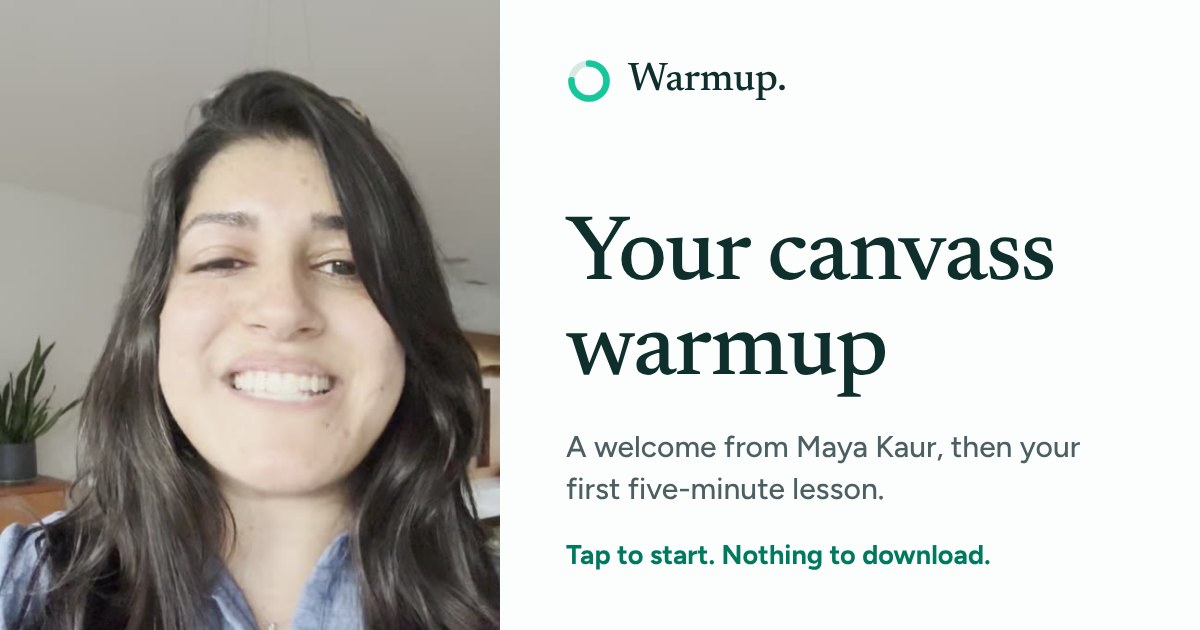 Warmup.
Your canvass
warmup
A welcome from Maya Kaur, then your
first five-minute lesson.
Tap to start. Nothing to download.